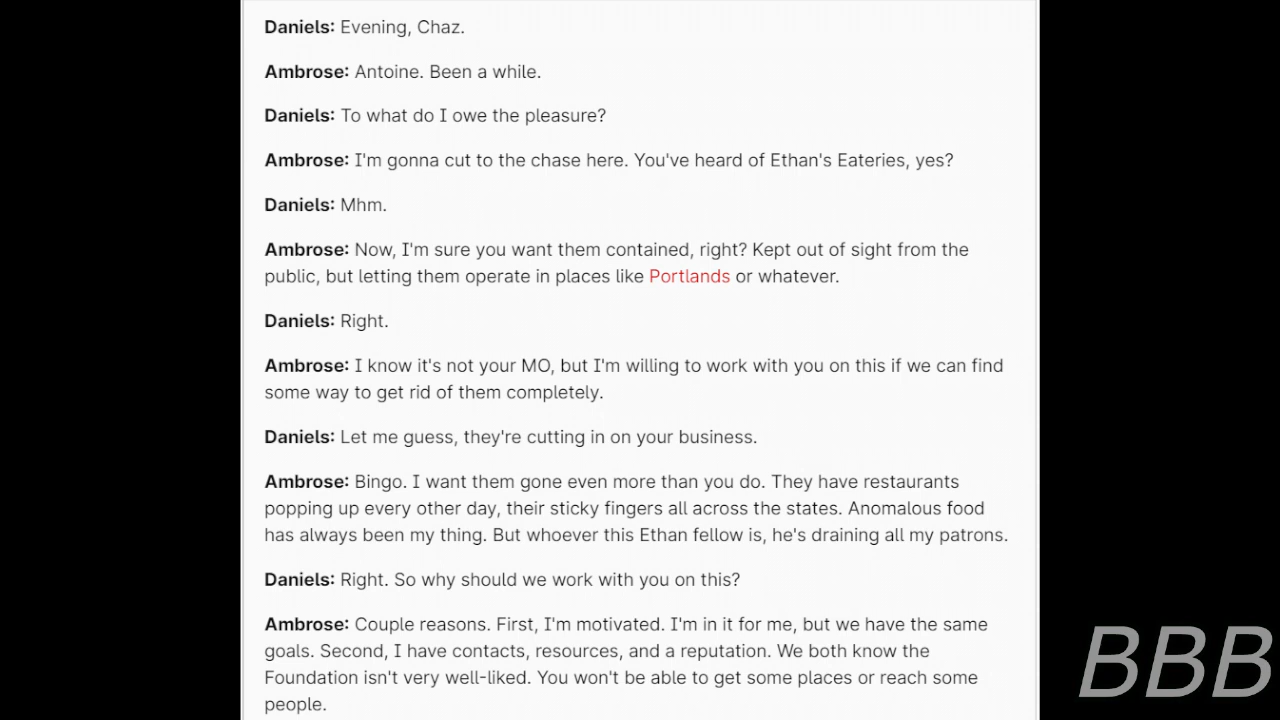 Daniels: Evening, Chaz.
Ambrose: Antoine. Been a while.
Daniels: To what do I owe the pleasure?
Ambrose: I'm gonna cut to the chase here. You've heard of Ethan's Eateries, yes?
Daniels: Mhm.
Ambrose: Now, I'm sure you want them contained, right? Kept out of sight from the
public, but letting them operate in places like Portlands or whatever.
Daniels: Right.
Ambrose: I know it's not your MO, but I'm willing to work with you on this if we can find
some way to get rid of them completely.
Daniels: Let me guess, they're cutting in on your business.
Ambrose: Bingo. I want them gone even more than you do. They have restaurants
popping up every other day, their sticky fingers all across the states. Anomalous food
has always been my thing. But whoever this Ethan fellow is, he's draining all my patrons.
Daniels: Right. So why should we work with you on this?
Ambrose: Couple reasons. First, I'm motivated. I'm in it for me, but we have the same
goals. Second, I have contacts, resources, and a reputation. We both know the
Foundation isn't very well-liked. You won't be able to get some places or reach some
people.
BBB